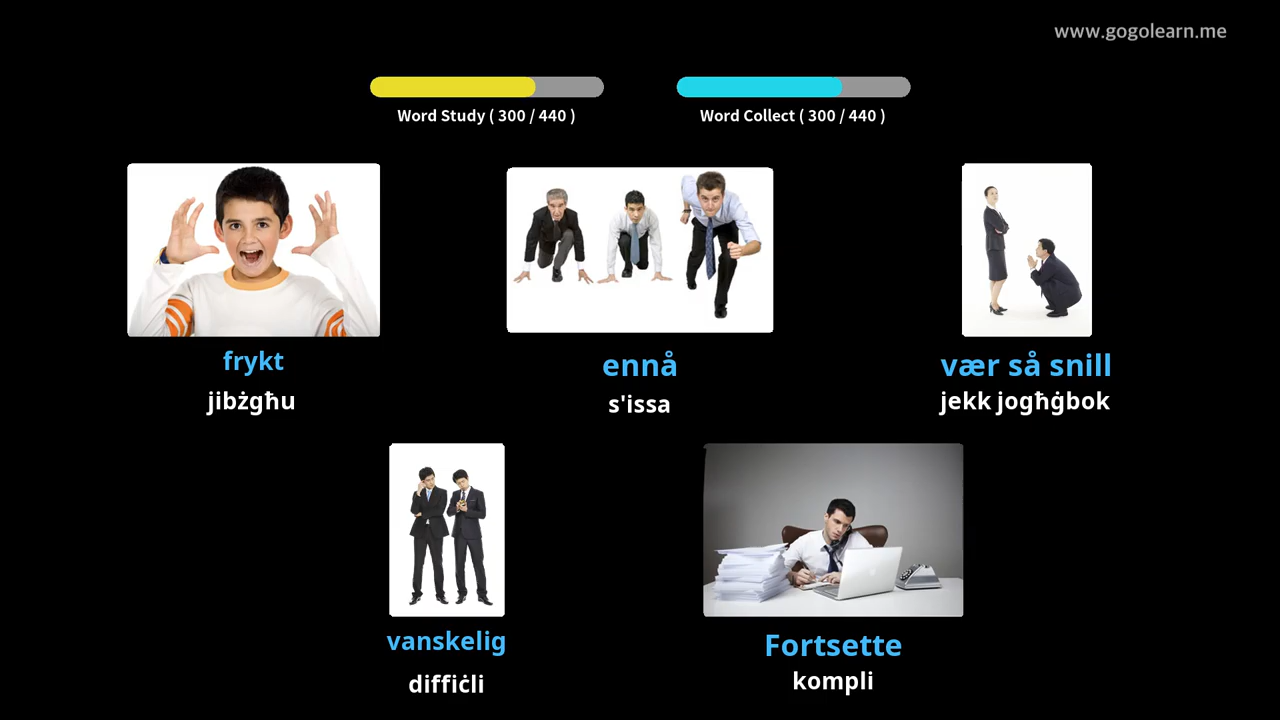 www.gogolearn.me
Word Study ( 300 / 440 )
Word Collect ( 300 / 440 )
frykt
jibżgħu
ennå
s'issa
vær så snill
jekk jogħġbok
vanskelig
diffiċli
Fortsette
kompli